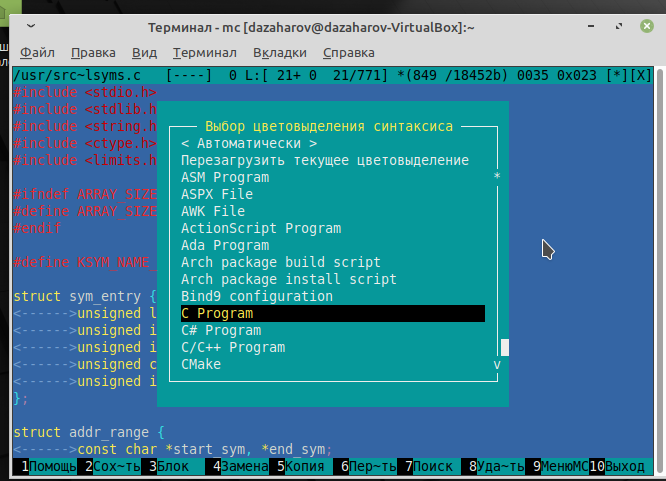 Терминал - mc [dazaharov@dazaharov-VirtualBox]:~
Файл Правка Вид Терминал Вкладки Справка
/usr/src~lsyms.c [----] 0 L:[ 21+ 0 21/771] *(849 /18452b) 0035 0x023 [*][X]
#include <stdio.h>
#include <stdlib.h
#include <string.h
#include <ctype.h>
#include <limits.h
#ifndef ARRAY_SIZE
#define ARRAY_SIZE
#endif
#define KSYM_NAME_
struct sym_entry {
<------>unsigned l
<------>unsigned i
<------>unsigned i
<------>unsigned c
<------>unsigned i
};
struct addr_range {
<------>const char *start_sym, *end_sym;
Выбор цветовыделения синтаксиса
< Автоматически >
Перезагрузить текущее цветовыделение
ASM Program *
ASPX File
AWK File
ActionScript Program
Ada Program
Arch package build script
Arch package install script
Bind9 configuration
C Program
C# Program
C/C++ Program
CMake v
1Помощь 2Сох~ть 3Блок 4Замена 5Копия 6Пер~ть 7Поиск 8Уда~ть 9МенюMC 10Выход